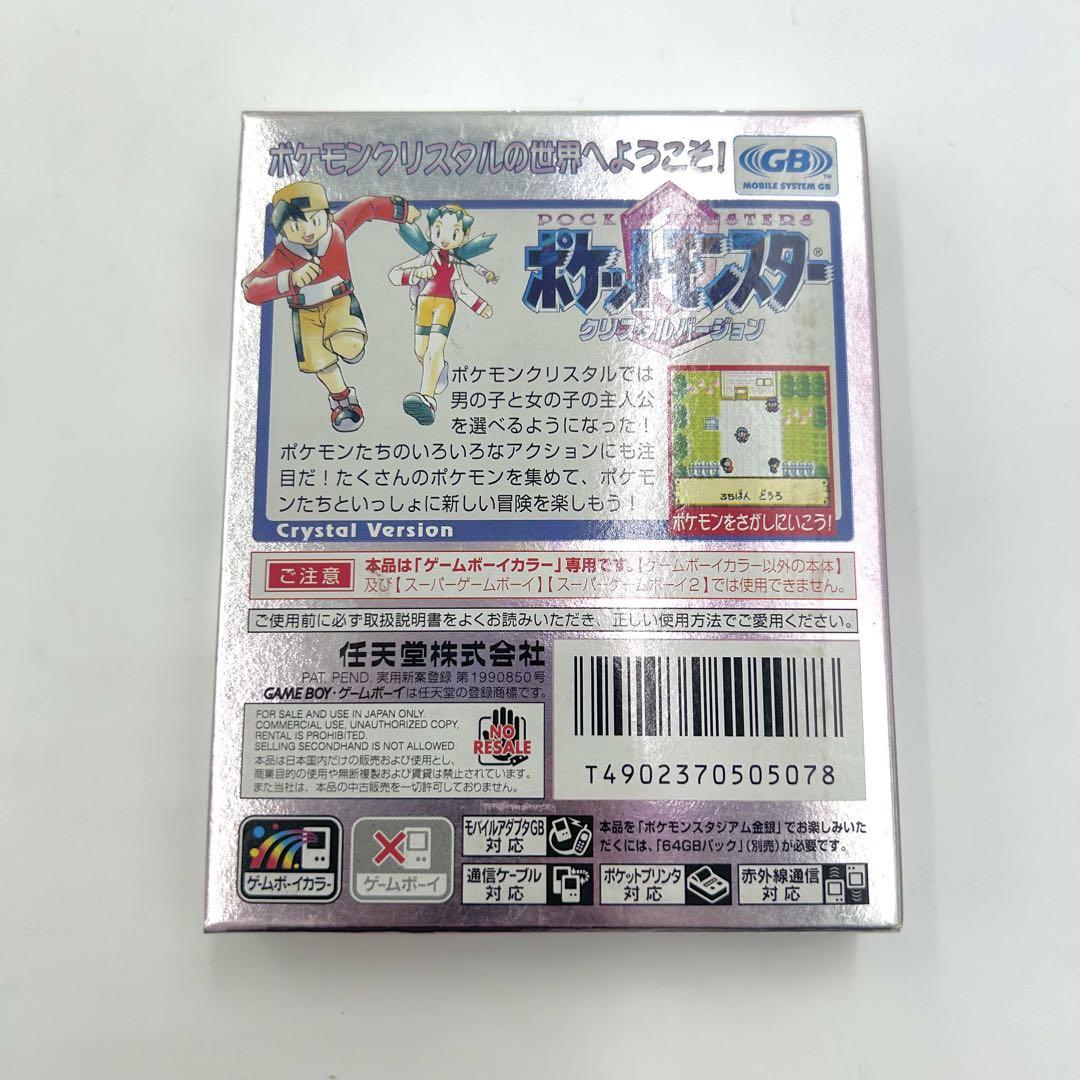 ポケモンクリスタルの世界へようこそ!
GB
MOBILE SYSTEM GB
TM
POCKET MONSTERS
ポケットモンスター®
クリスタルバージョン
ポケモンクリスタルでは
男の子と女の子の主人公
を選べるようになった!
ポケモンたちのいろいろなアクションにも注
目だ!たくさんのポケモンを集めて、ポケモ
ンたちといっしょに新しい冒険を楽しもう!
35ばん どうろ
ポケモンをさがしにいこう!
Crystal Version
ご注意
本品は「ゲームボーイカラー」専用です。【ゲームボーイカラー以外の本体】
及び【スーパーゲームボーイ】【スーパーゲームボーイ2】では使用できません。
ご使用前に必ず取扱説明書をよくお読みいただき、正しい使用方法でご愛用ください。
任天堂株式会社
PAT. PEND. 実用新案登録 第1990850号
GAME BOY・ゲームボーイは任天堂の登録商標です。
FOR SALE AND USE IN JAPAN ONLY.
COMMERCIAL USE, UNAUTHORIZED COPY,
RENTAL IS PROHIBITED.
SELLING SECONDHAND IS NOT ALLOWED.
本品は日本国内だけの販売および使用とし、
商業目的の使用や無断複製および賃貸は禁止されています。
また当社は、本品の中古販売を一切許可しておりません。
NO
RESALE
T4902370505078
ゲームボーイカラー
ゲームボーイ
モバイルアダプタGB
対応
本品を「ポケモンスタジアム金銀」でお楽しみいた
だくには、「64GBパック」(別売)が必要です。
通信ケーブル
対応
ポケットプリンタ
対応
赤外線通信
対応